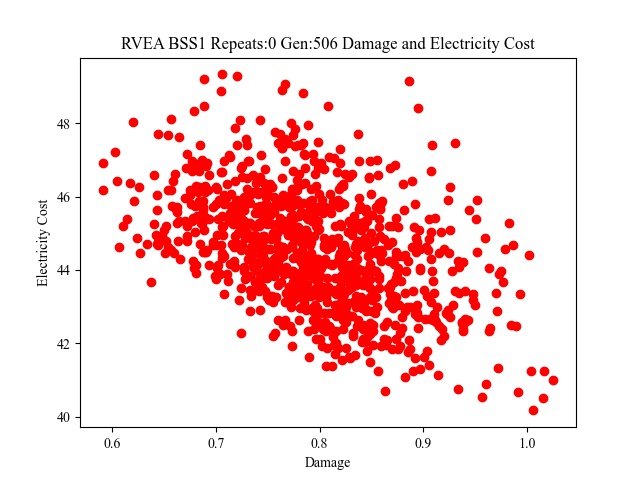 RVEA BSS1 Repeats:0 Gen:506 Damage and Electricity Cost
48
46
44
42
40
Electricity Cost
0.6 0.7 0.8 0.9 1.0
Damage